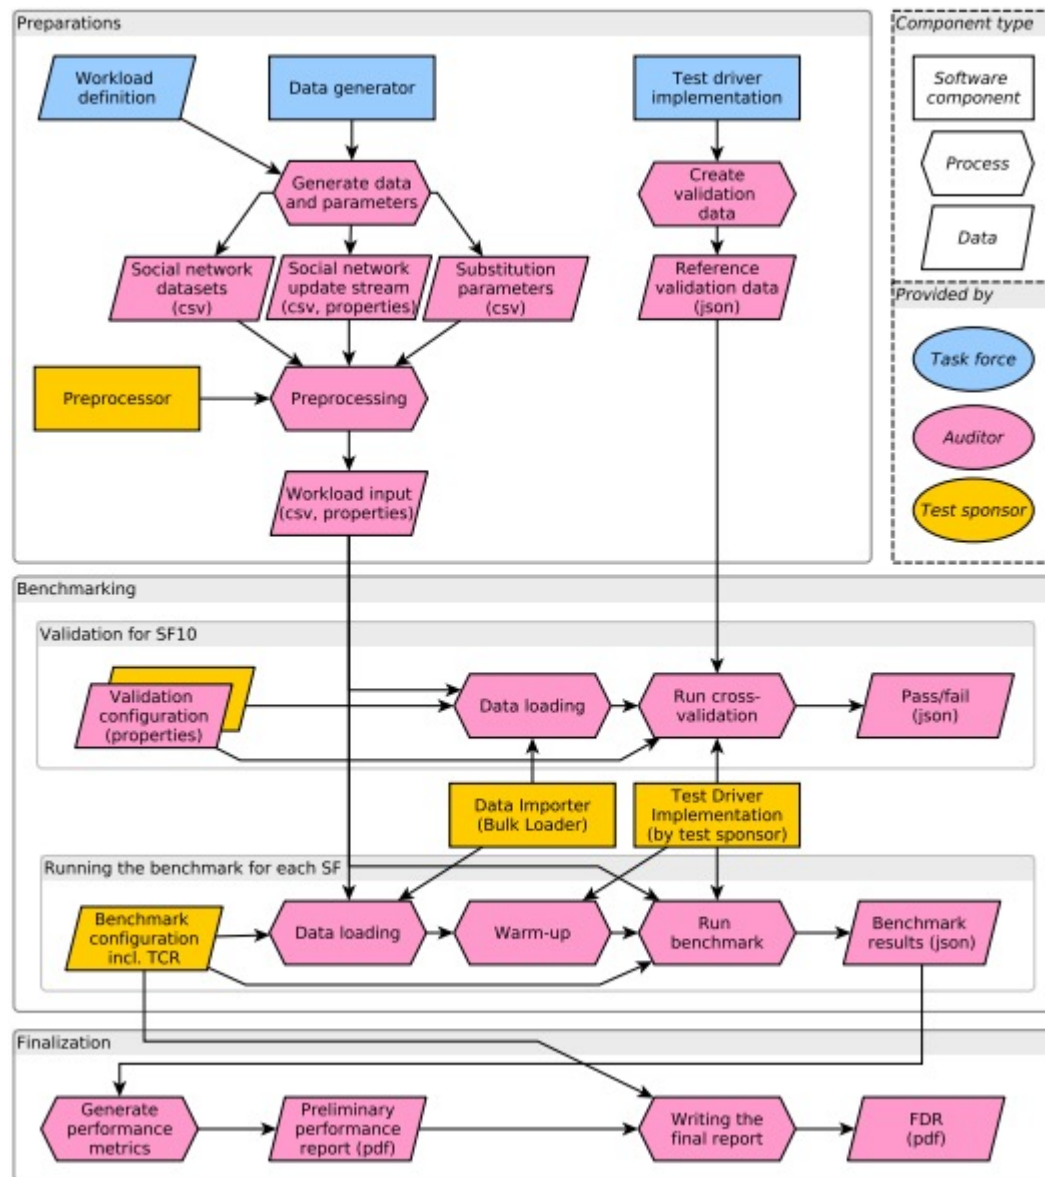 Preparations
Workload
definition
Data generator
Test driver
implementation
Generate data
and parameters
Create
validation
data
Social network
datasets
(csv)
Social network
update stream
(csv, properties)
Substitution
parameters
(csv)
Reference
validation data
(json)
Preprocessor
Preprocessing
Workload input
(csv, properties)
Component type
Software
component
Process
Data
Provided by
Task force
Auditor
Test sponsor
Benchmarking
Validation for SF10
Validation
configuration
(properties)
Data loading
Run cross-
validation
Pass/fail
(json)
Data Importer
(Bulk Loader)
Test Driver
Implementation
(by test sponsor)
Running the benchmark for each SF
Benchmark
configuration
incl. TCR
Data loading
Warm-up
Run
benchmark
Benchmark
results (json)
Finalization
Generate
performance
metrics
Preliminary
performance
report (pdf)
Writing the
final report
FDR
(pdf)